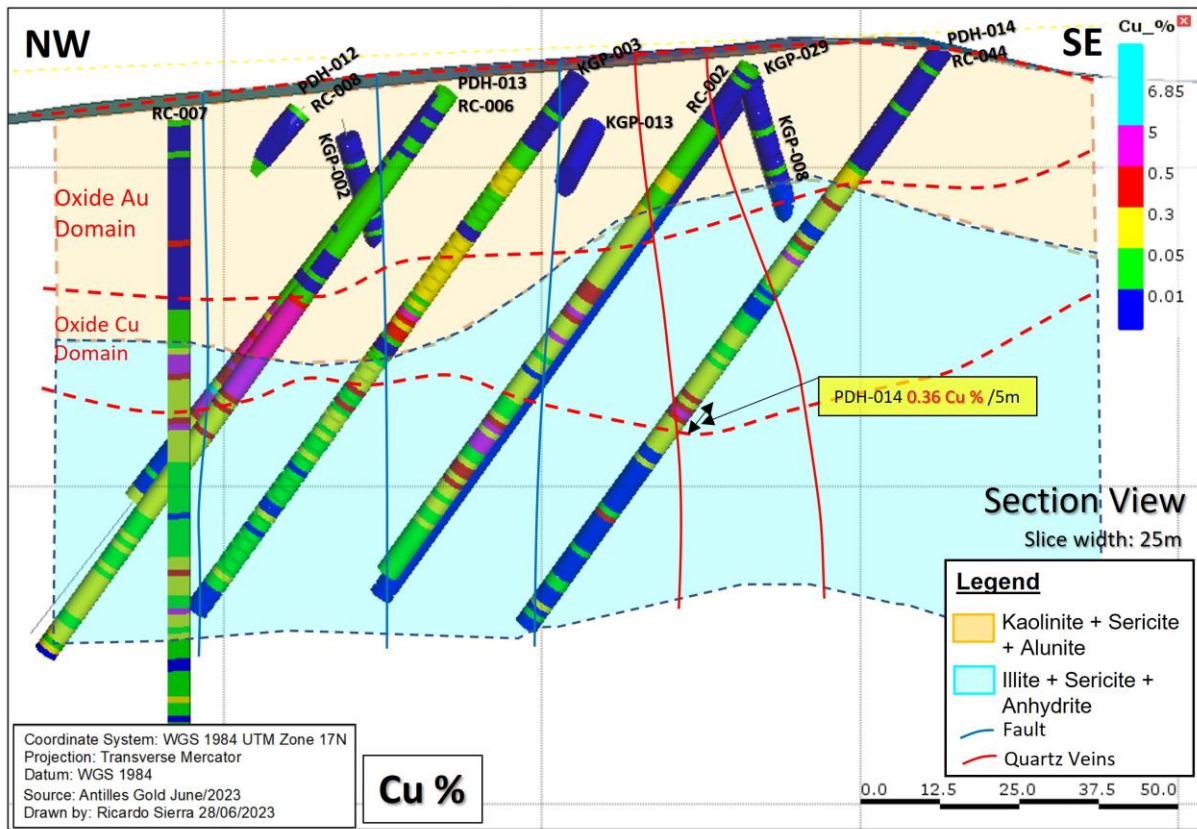 NW
SE
Cu_%
6.85
5
0.5
0.3
0.05
0.01
PDH-012
RC-008
RC-007
KGP-002
PDH-013
RC-006
KGP-003
KGP-013
RC-002
KGP-029
KGP-008
PDH-014
RC-044
Oxide Au
Domain
Oxide Cu
Domain
PDH-014 0.36 Cu % /5m
Section View
Slice width: 25m
Legend
Kaolinite + Sericite
+ Alunite
Illite + Sericite +
Anhydrite
Fault
Quartz Veins
Coordinate System: WGS 1984 UTM Zone 17N
Projection: Transverse Mercator
Datum: WGS 1984
Source: Antilles Gold June/2023
Drawn by: Ricardo Sierra 28/06/2023
Cu %
0.0 12.5 25.0 37.5 50.0